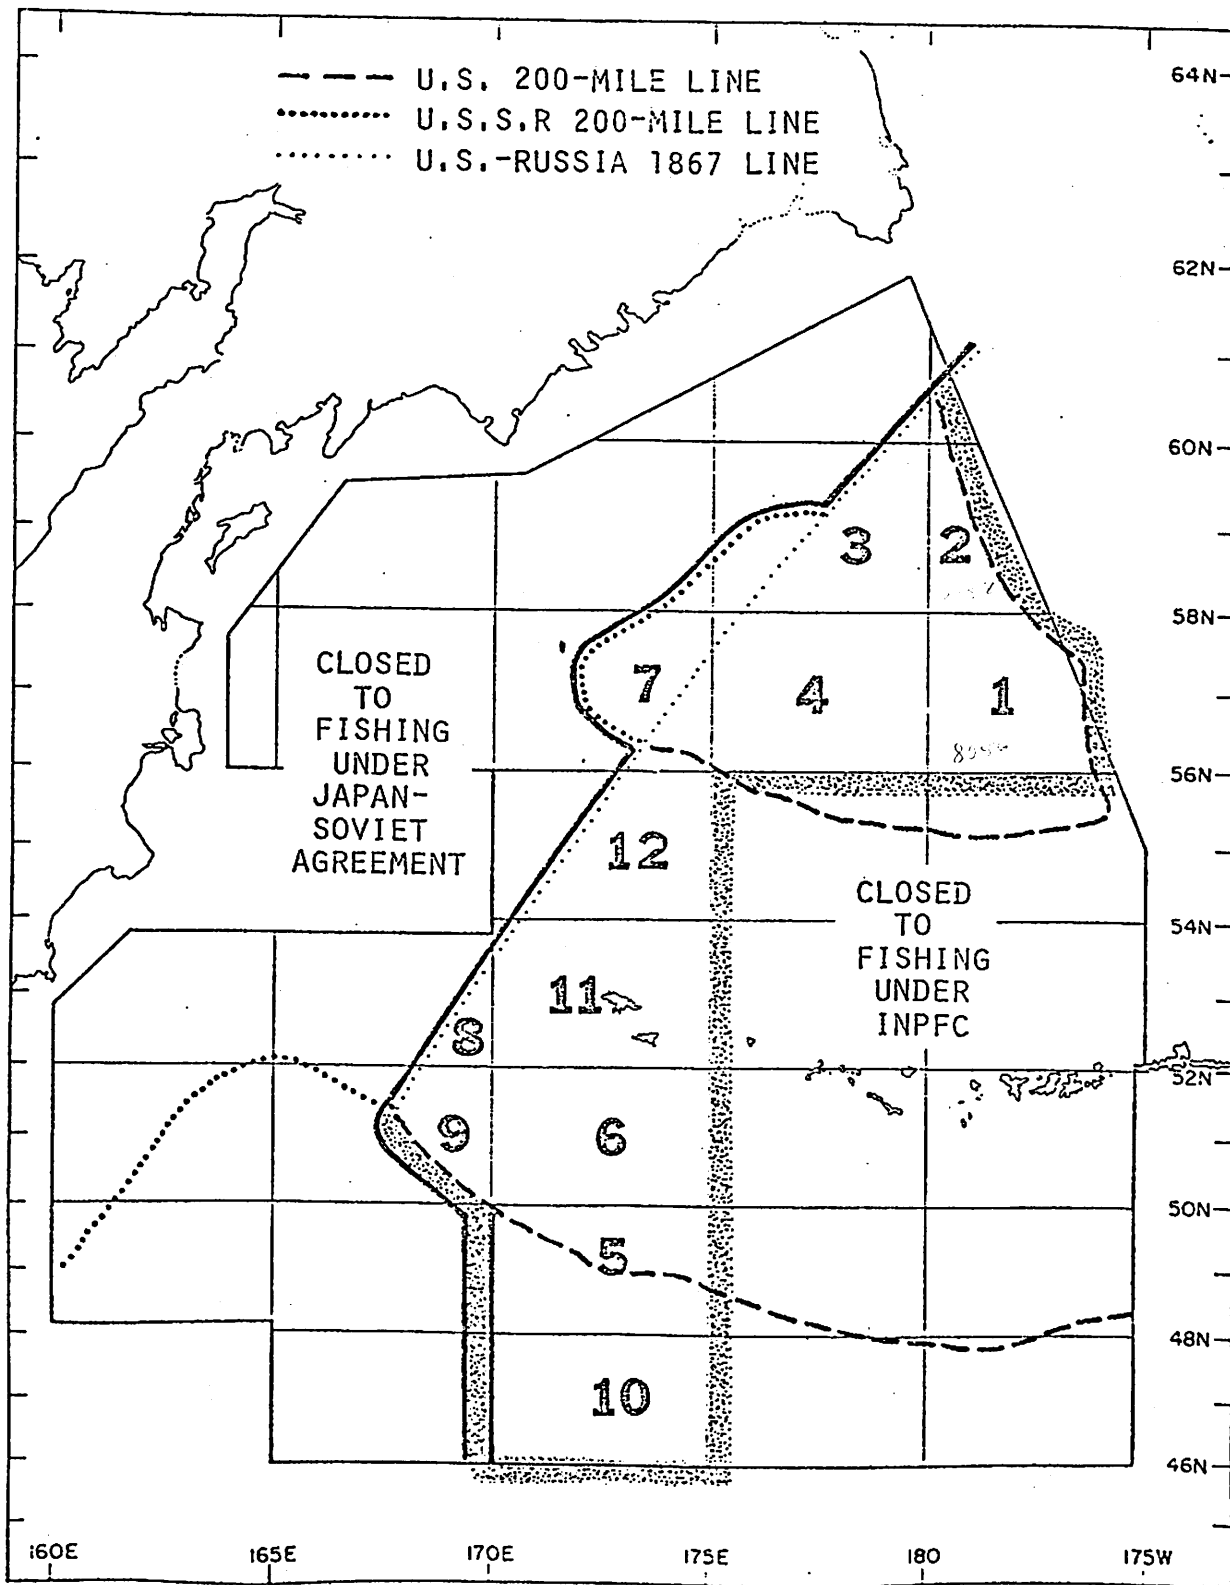 U.S. 200-MILE LINE
U.S.S.R 200-MILE LINE
U.S.-RUSSIA 1867 LINE
64N
62N
60N
3 2
58N
CLOSED
TO
FISHING
UNDER
JAPAN-
SOVIET
AGREEMENT
7 4 1
56N
12
CLOSED
TO
FISHING
UNDER
INPFC
54N
11
8
52N
9 6
50N
5
48N
10
46N
160E 165E 170E 175E 180 175W